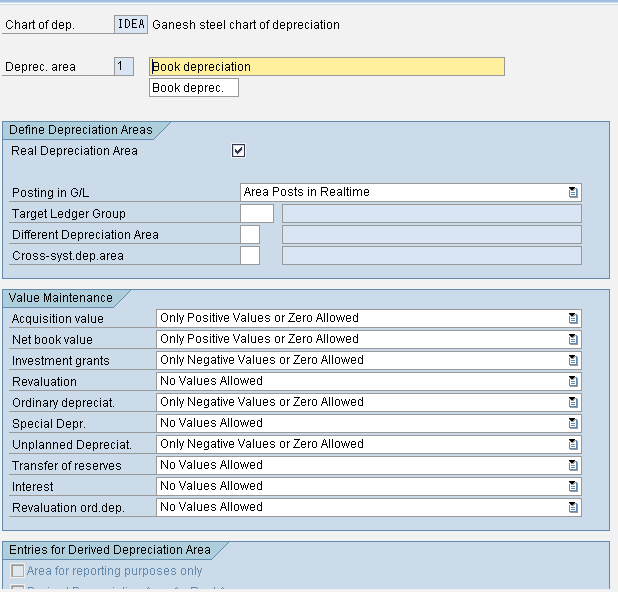 Chart of dep. IDEA Ganesh steel chart of depreciation
Deprec. area 1 Book depreciation
Book deprec.
Define Depreciation Areas
Real Depreciation Area
Posting in G/L Area Posts in Realtime
Target Ledger Group
Different Depreciation Area
Cross-syst.dep.area
Value Maintenance
Acquisition value Only Positive Values or Zero Allowed
Net book value Only Positive Values or Zero Allowed
Investment grants Only Negative Values or Zero Allowed
Revaluation No Values Allowed
Ordinary depreciat. Only Negative Values or Zero Allowed
Special Depr. No Values Allowed
Unplanned Depreciat. Only Negative Values or Zero Allowed
Transfer of reserves No Values Allowed
Interest No Values Allowed
Revaluation ord.dep. No Values Allowed
Entries for Derived Depreciation Area
Area for reporting purposes only